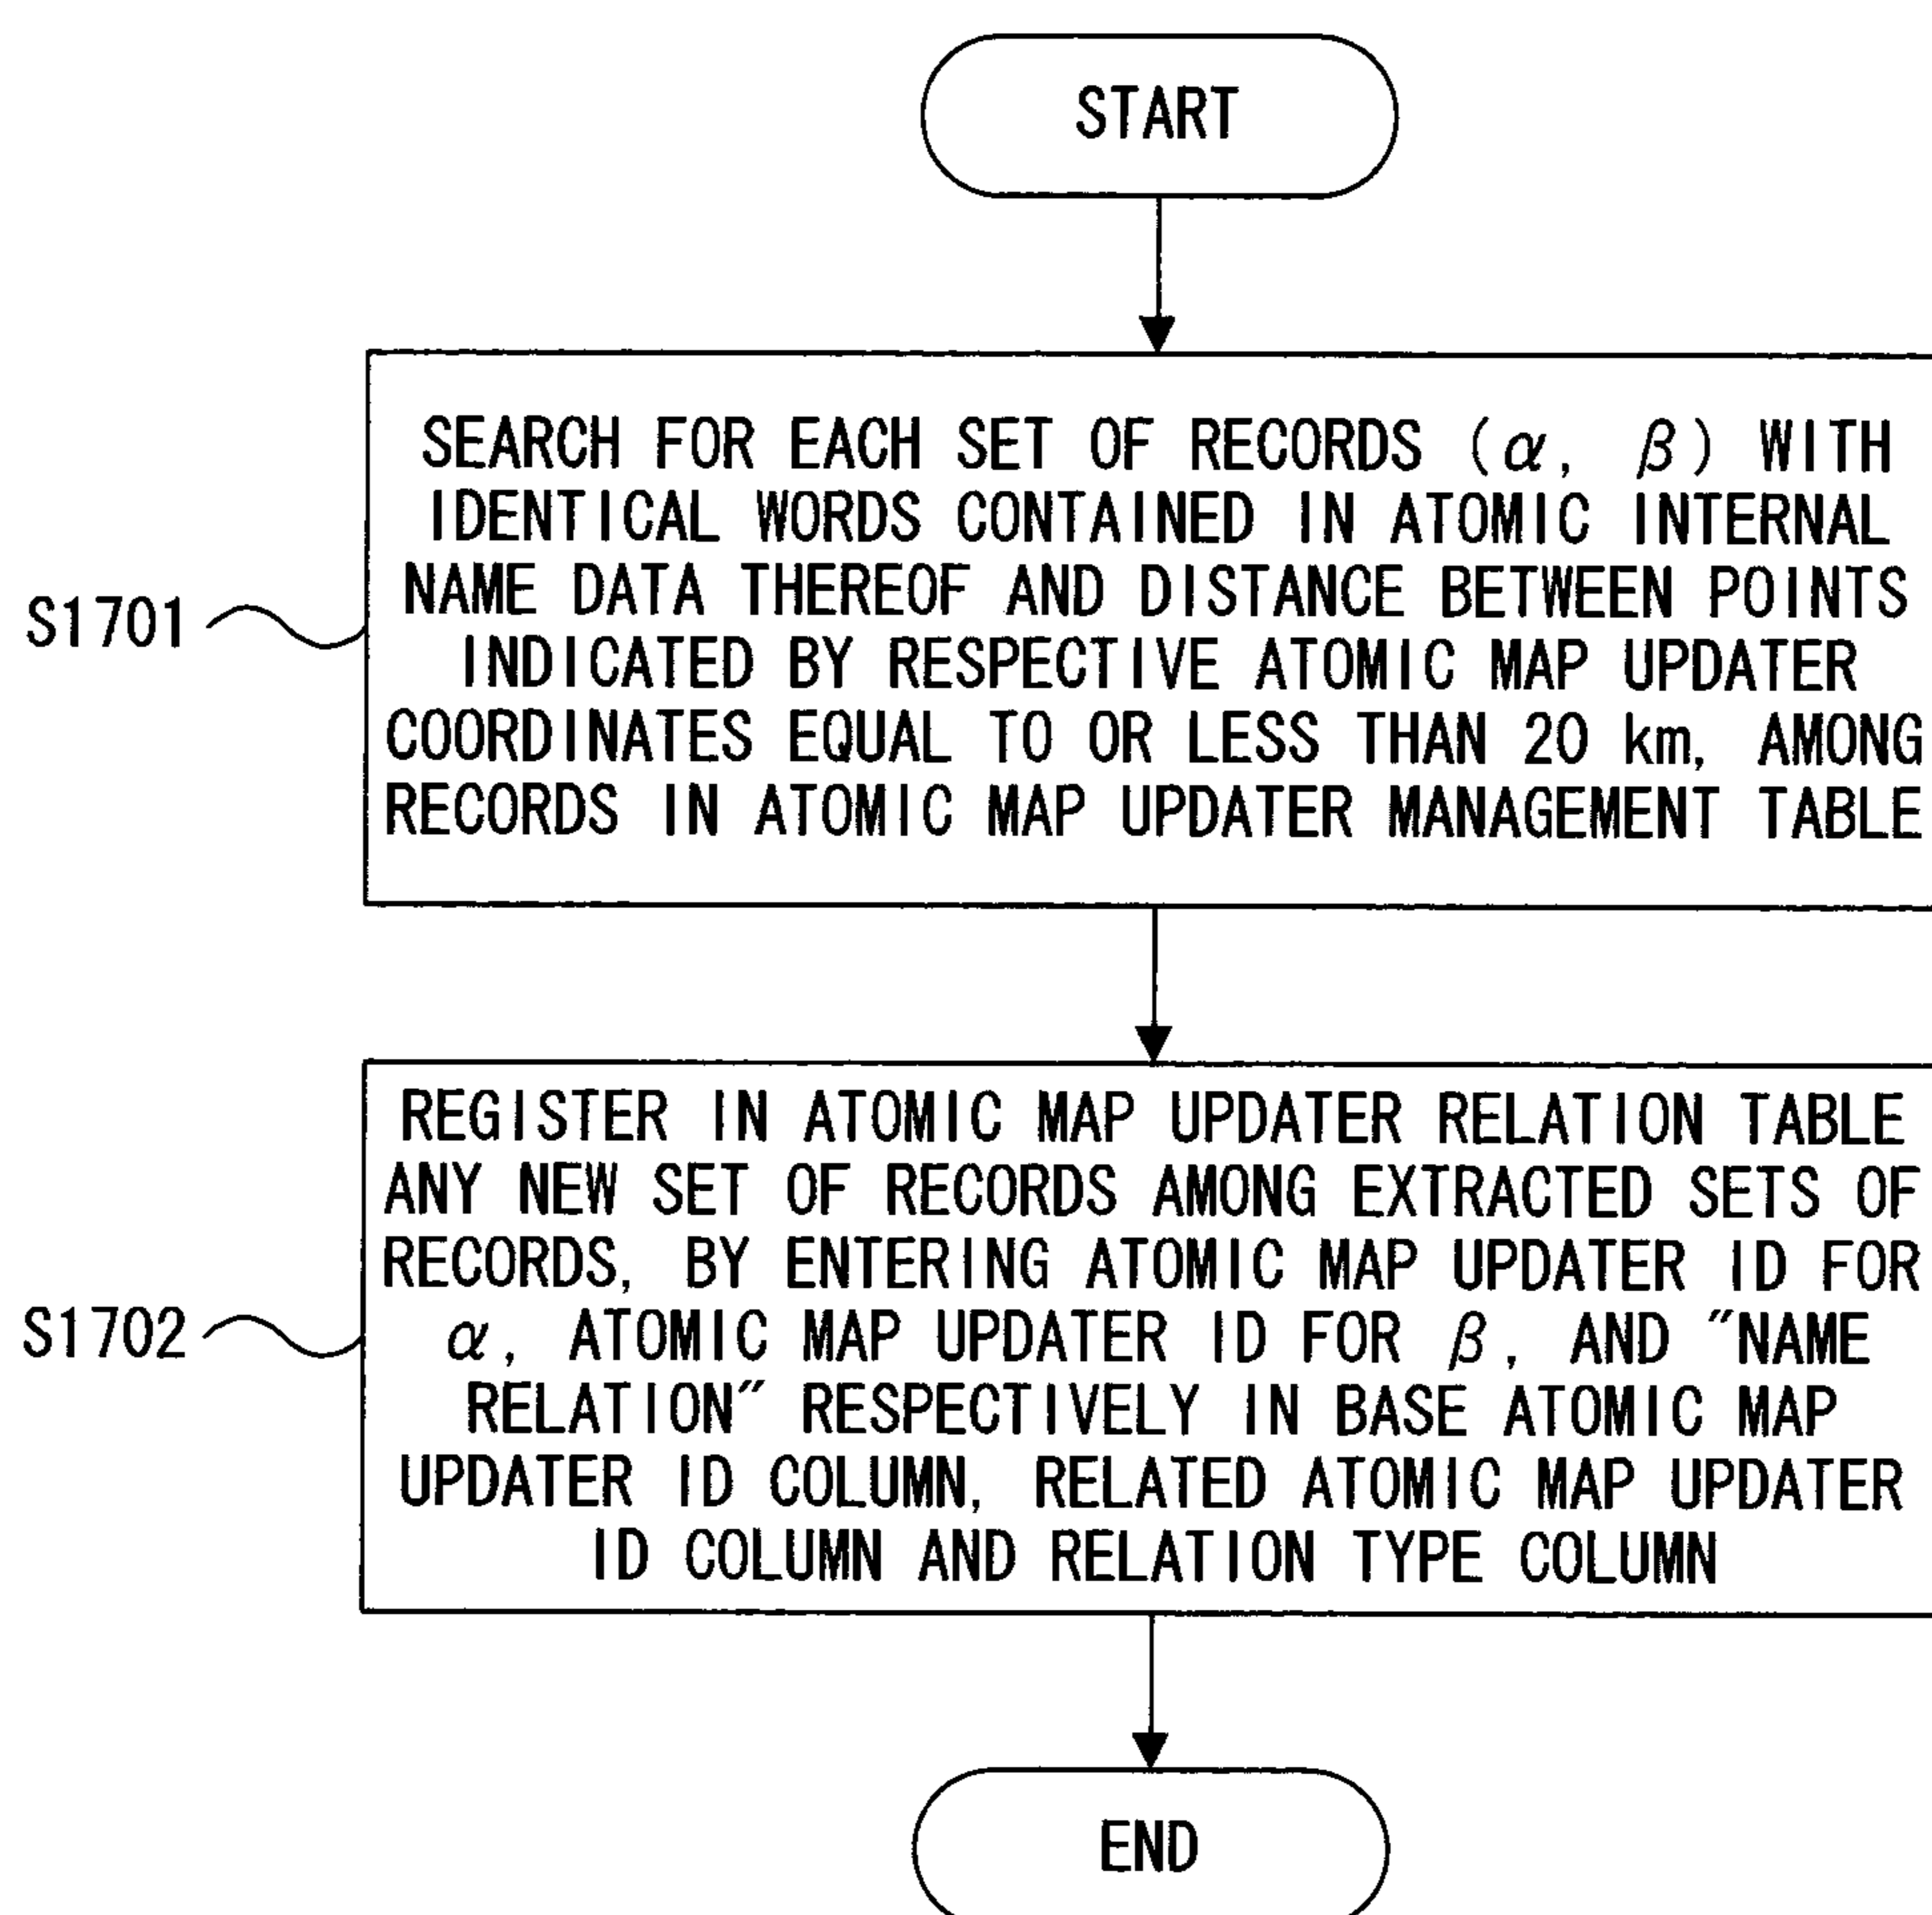 START
SEARCH FOR EACH SET OF RECORDS (α, β) WITH
IDENTICAL WORDS CONTAINED IN ATOMIC INTERNAL
NAME DATA THEREOF AND DISTANCE BETWEEN POINTS
S1701
INDICATED BY RESPECTIVE ATOMIC MAP UPDATER
COORDINATES EQUAL TO OR LESS THAN 20 km, AMONG
RECORDS IN ATOMIC MAP UPDATER MANAGEMENT TABLE
REGISTER IN ATOMIC MAP UPDATER RELATION TABLE
ANY NEW SET OF RECORDS AMONG EXTRACTED SETS OF
RECORDS, BY ENTERING ATOMIC MAP UPDATER ID FOR
S1702
α, ATOMIC MAP UPDATER ID FOR β, AND "NAME
RELATION" RESPECTIVELY IN BASE ATOMIC MAP
UPDATER ID COLUMN, RELATED ATOMIC MAP UPDATER
ID COLUMN AND RELATION TYPE COLUMN
END